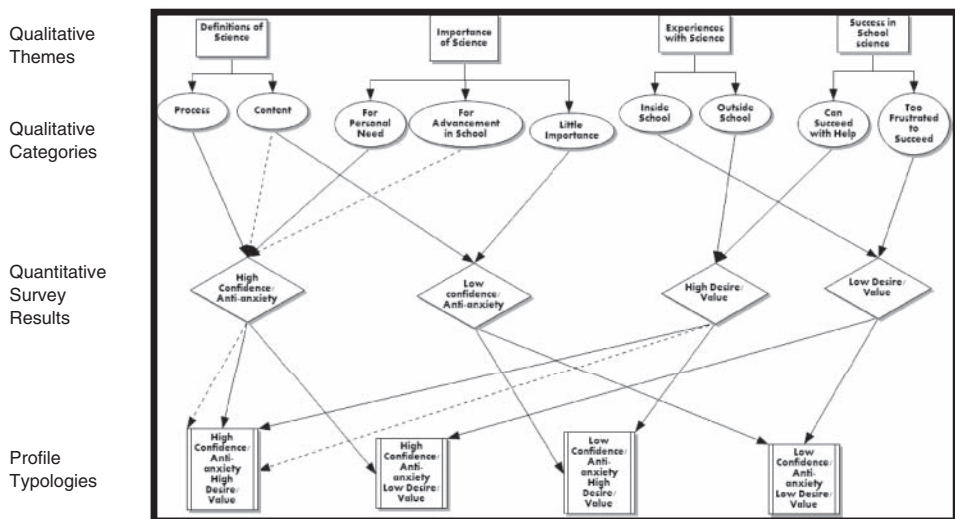 Qualitative
Themes
Definitions of
Science
Importance
of Science
Experiences
with Science
Success in
School
science
Qualitative
Categories
Process
Content
For
Personal
Need
For
Advancement
in School
Little
Importance
Inside
School
Outside
School
Can
Succeed
with Help
Too
Frustrated
to
Succeed
Quantitative
Survey
Results
High
Confidence/
Anti-anxiety
Low
confidence/
Anti-anxiety
High Desire/
Value
Low Desire/
Value
Profile
Typologies
High
Confidence/
Anti-
anxiety
High
Desire/
Value
High
Confidence/
Anti-
anxiety
Low Desire/
Value
Low
Confidence/
Anti-
anxiety
High
Desire/
Value
Low
Confidence/
Anti-
anxiety
Low Desire/
Value